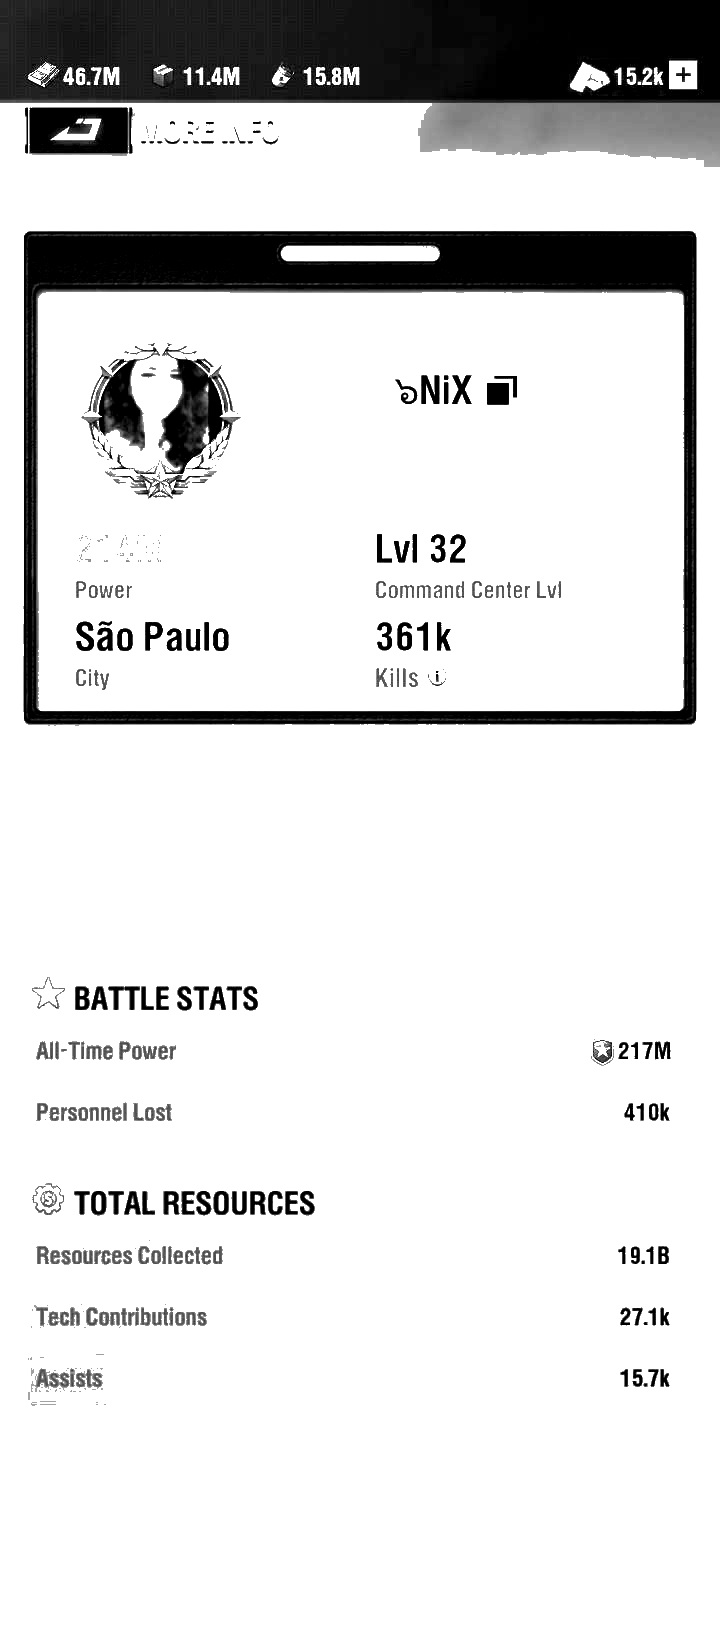 46.7M 11.4M 15.8M 15.2k +
MORE INFO
ঌNiX
214M
Lvl 32
Power
Command Center Lvl
São Paulo
361k
City
Kills
BATTLE STATS
All-Time Power 217M
Personnel Lost 410k
TOTAL RESOURCES
Resources Collected 19.1B
Tech Contributions 27.1k
Assists 15.7k